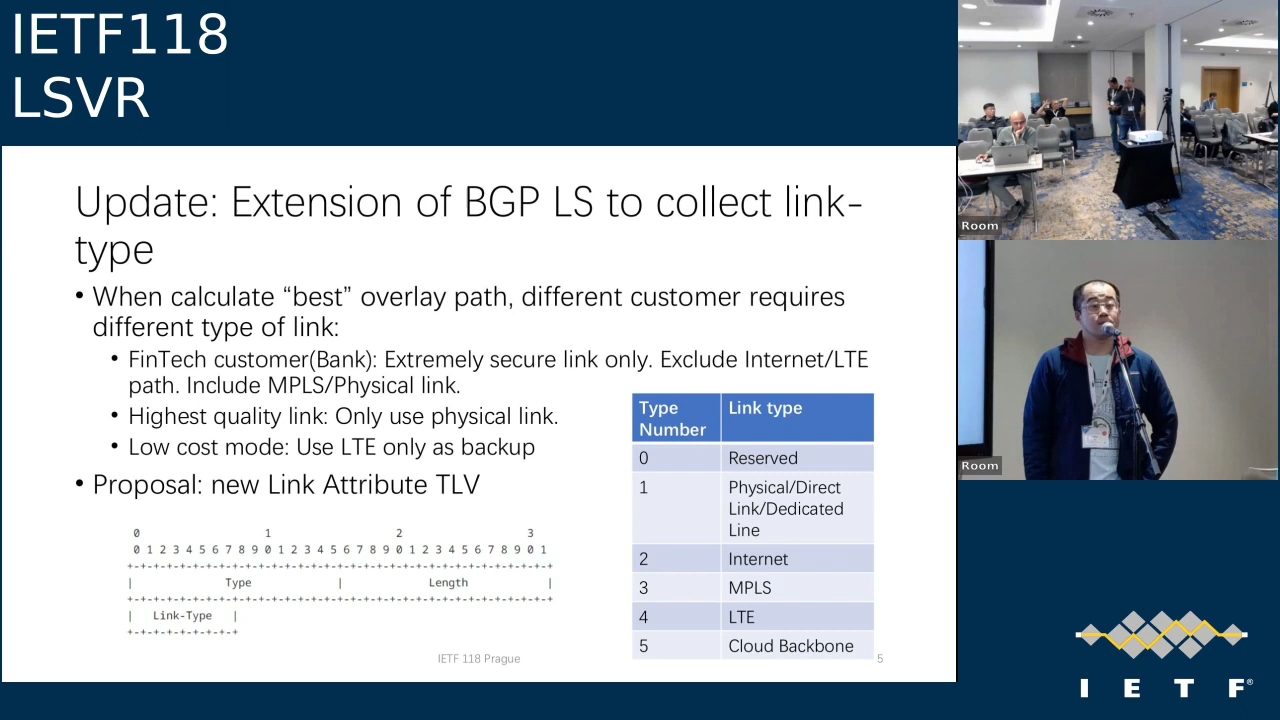 IETF118
LSVR
Update: Extension of BGP LS to collect link-
type
• When calculate “best” overlay path, different customer requires
different type of link:
• FinTech customer(Bank): Extremely secure link only. Exclude Internet/LTE
path. Include MPLS/Physical link.
• Highest quality link: Only use physical link.
• Low cost mode: Use LTE only as backup
• Proposal: new Link Attribute TLV
0 1 2 3
0 1 2 3 4 5 6 7 8 9 0 1 2 3 4 5 6 7 8 9 0 1 2 3 4 5 6 7 8 9 0 1
+-+-+-+-+-+-+-+-+-+-+-+-+-+-+-+-+-+-+-+-+-+-+-+-+-+-+-+-+-+-+-+-+
| Type | Length |
+-+-+-+-+-+-+-+-+-+-+-+-+-+-+-+-+-+-+-+-+-+-+-+-+-+-+-+-+-+-+-+-+
| Link-Type |
+-+-+-+-+-+-+-+-+
Type Number Link type
0 Reserved
1 Physical/Direct
Link/Dedicated
Line
2 Internet
3 MPLS
4 LTE
5 Cloud Backbone
IETF 118 Prague
5
Room
Room
I E T F®